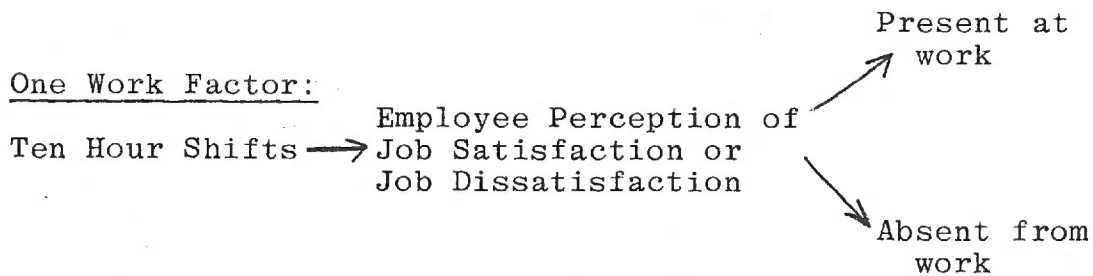 Present at
work
One Work Factor:
Employee Perception of
Ten Hour Shifts
Job Satisfaction or
Job Dissatisfaction
Absent from
work